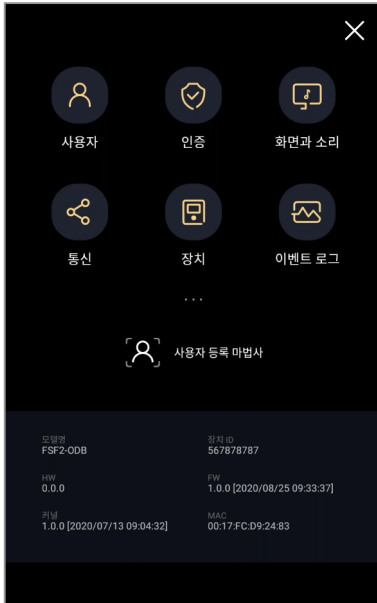 사용자 인증 화면과 소리
통신 장치 이벤트 로그
...
사용자 등록 마법사
모델명 장치 ID
FSF2-ODB 567878787
HW FW
0.0.0 1.0.0 [2020/08/25 09:33:37]
커널 MAC
1.0.0 [2020/07/13 09:04:32] 00:17:FC:D9:24:83